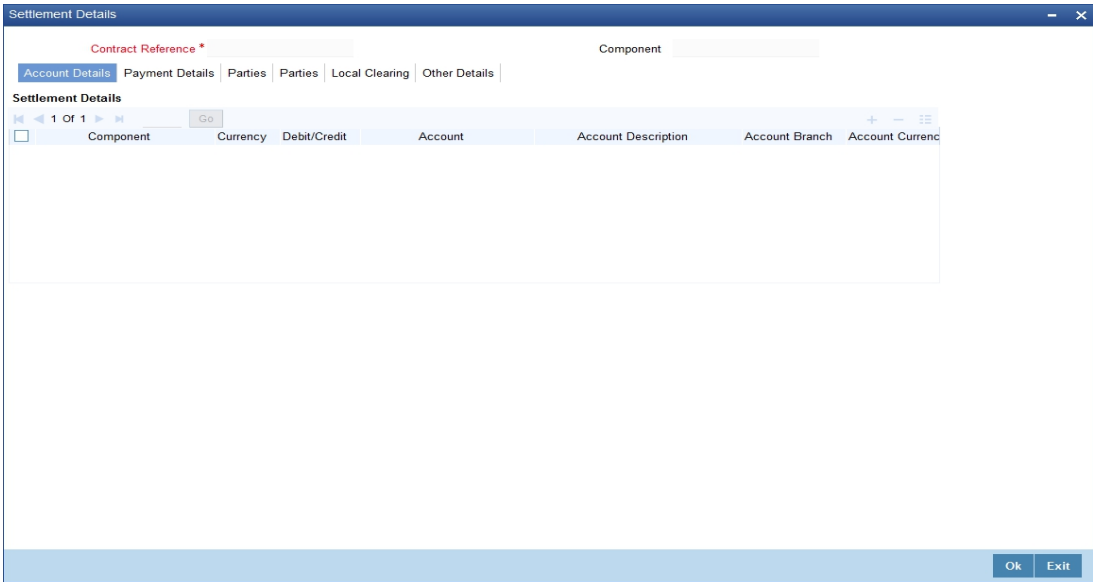 Settlement Details
Contract Reference * Component
Account Details Payment Details Parties Parties Local Clearing Other Details
Settlement Details
1 Of 1 Go
Component Currency Debit/Credit Account Account Description Account Branch Account Currenc
Ok Exit